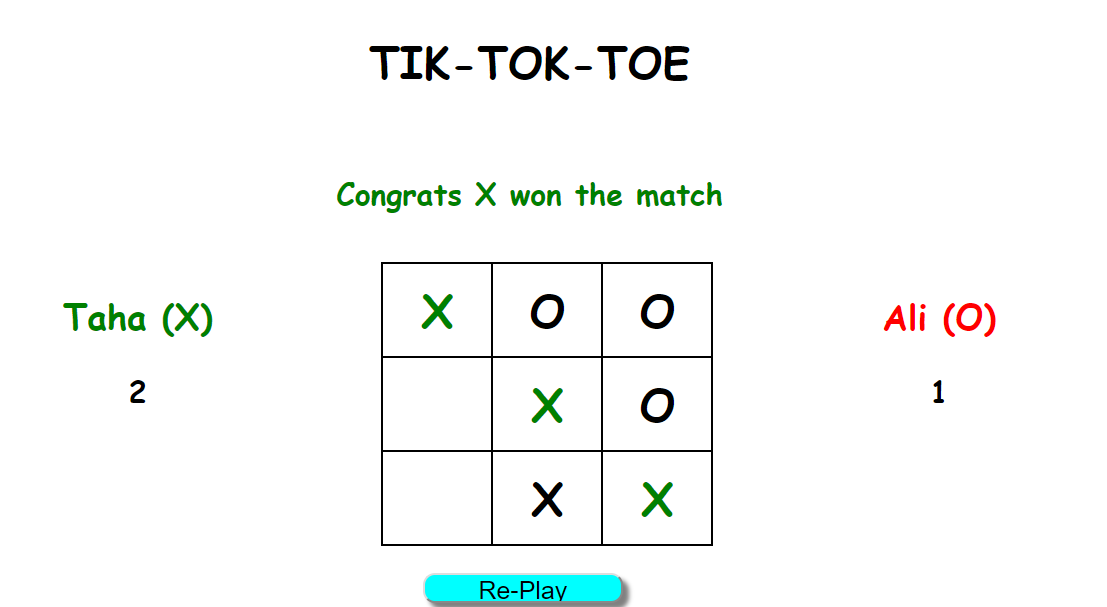 TIK-TOK-TOE
Congrats X won the match
Taha (X)
2
X O O
X O
X X
Ali (O)
1
Re-Play